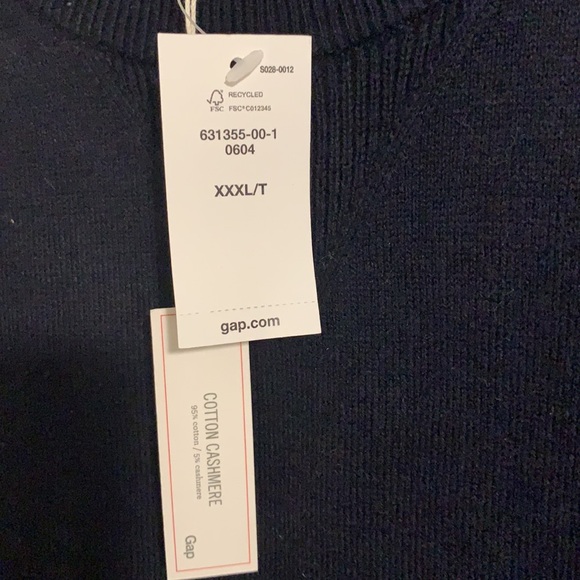 S028-0012
RECYCLED
FSC FSC® C012345
631355-00-1
0604
XXXL/T
gap.com
COTTON CASHMERE
95% cotton / 5% cashmere
Gap